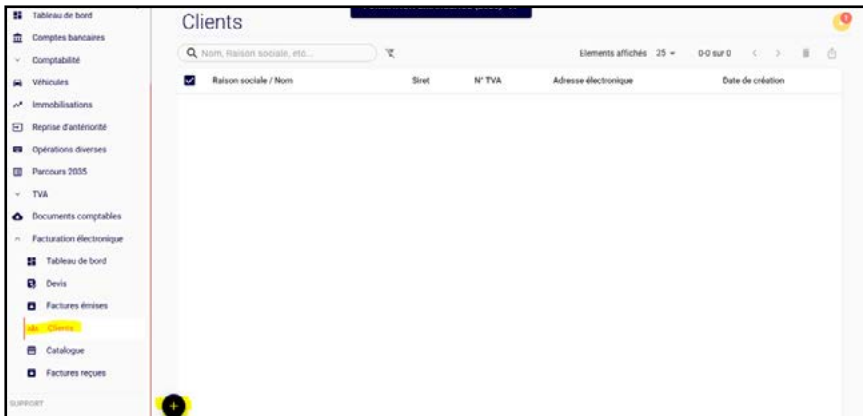 Tableau de bord
Comptes bancaires
Comptabilité
Véhicules
Immobilisations
Reprise d'antériorité
Opérations diverses
Parcours 2035
TVA
Documents comptables
Facturation électronique
Tableau de bord
Devis
Factures émises
Clients
Catalogue
Factures reçues
SUPPORT
Clients
1
Nom, Raison sociale, etc...
Elements affichés 25
0-0 sur 0
Raison sociale / Nom Siret N° TVA Adresse électronique Date de création